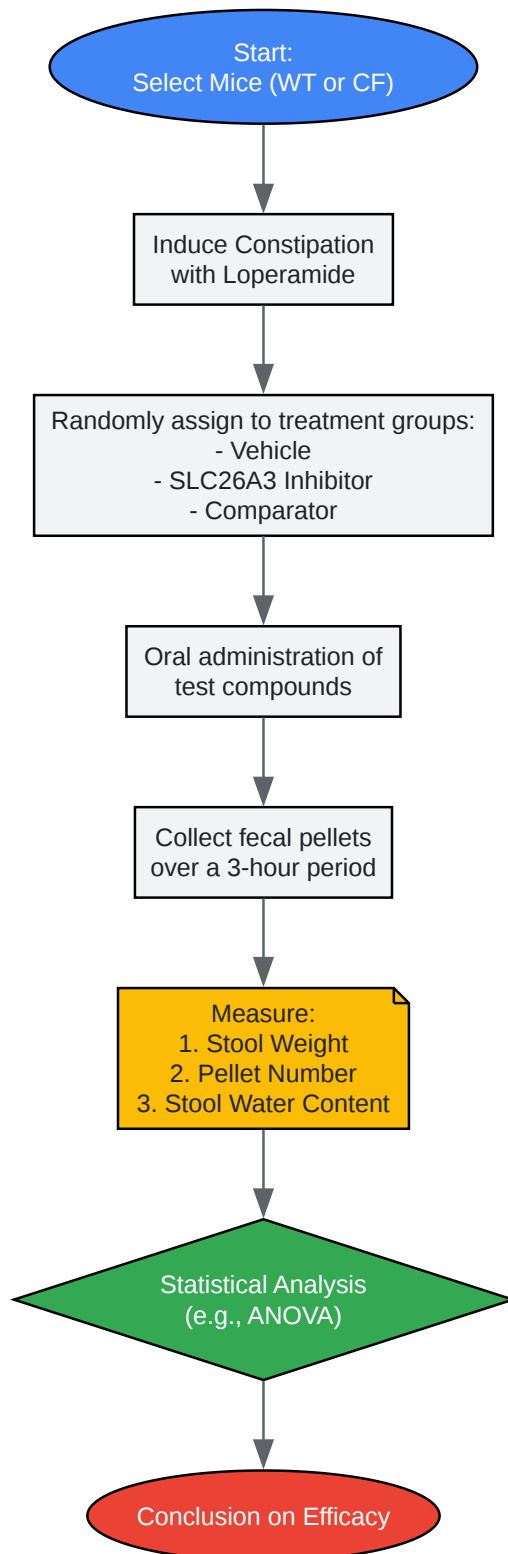 Start:
Select Mice (WT or CF)
Induce Constipation
with Loperamide
Randomly assign to treatment groups:
- Vehicle
- SLC26A3 Inhibitor
- Comparator
Oral administration of
test compounds
Collect fecal pellets
over a 3-hour period
Measure:
1. Stool Weight
2. Pellet Number
3. Stool Water Content
Statistical Analysis
(e.g., ANOVA)
Conclusion on Efficacy